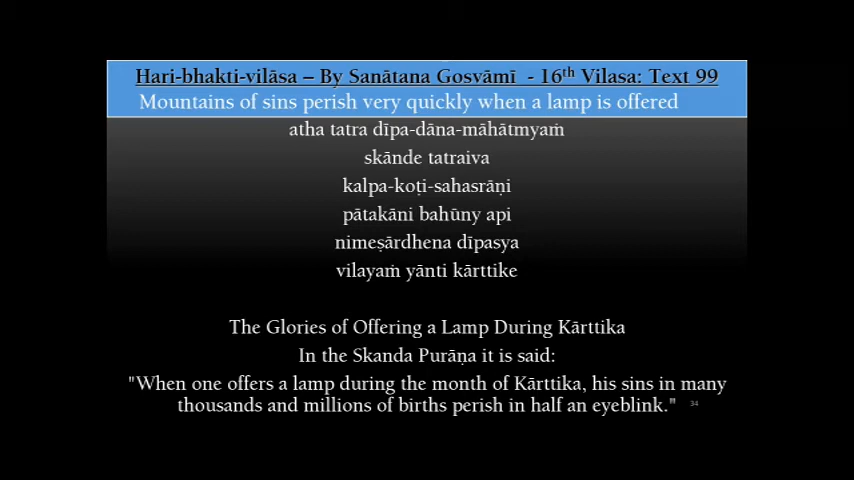 Hari-bhakti-vilāsa – By Sanātana Gosvāmī - 16th Vilasa: Text 99
Mountains of sins perish very quickly when a lamp is offered
atha tatra dīpa-dāna-māhātmyaṁ
skānde tatraiva
kalpa-koṭi-sahasrāṇi
pātakāni bahūny api
nimeṣārdhena dīpasya
vilayaṁ yānti kārttike
The Glories of Offering a Lamp During Kārttika
In the Skanda Purāṇa it is said:
"When one offers a lamp during the month of Kārttika, his sins in many
thousands and millions of births perish in half an eyeblink."
34